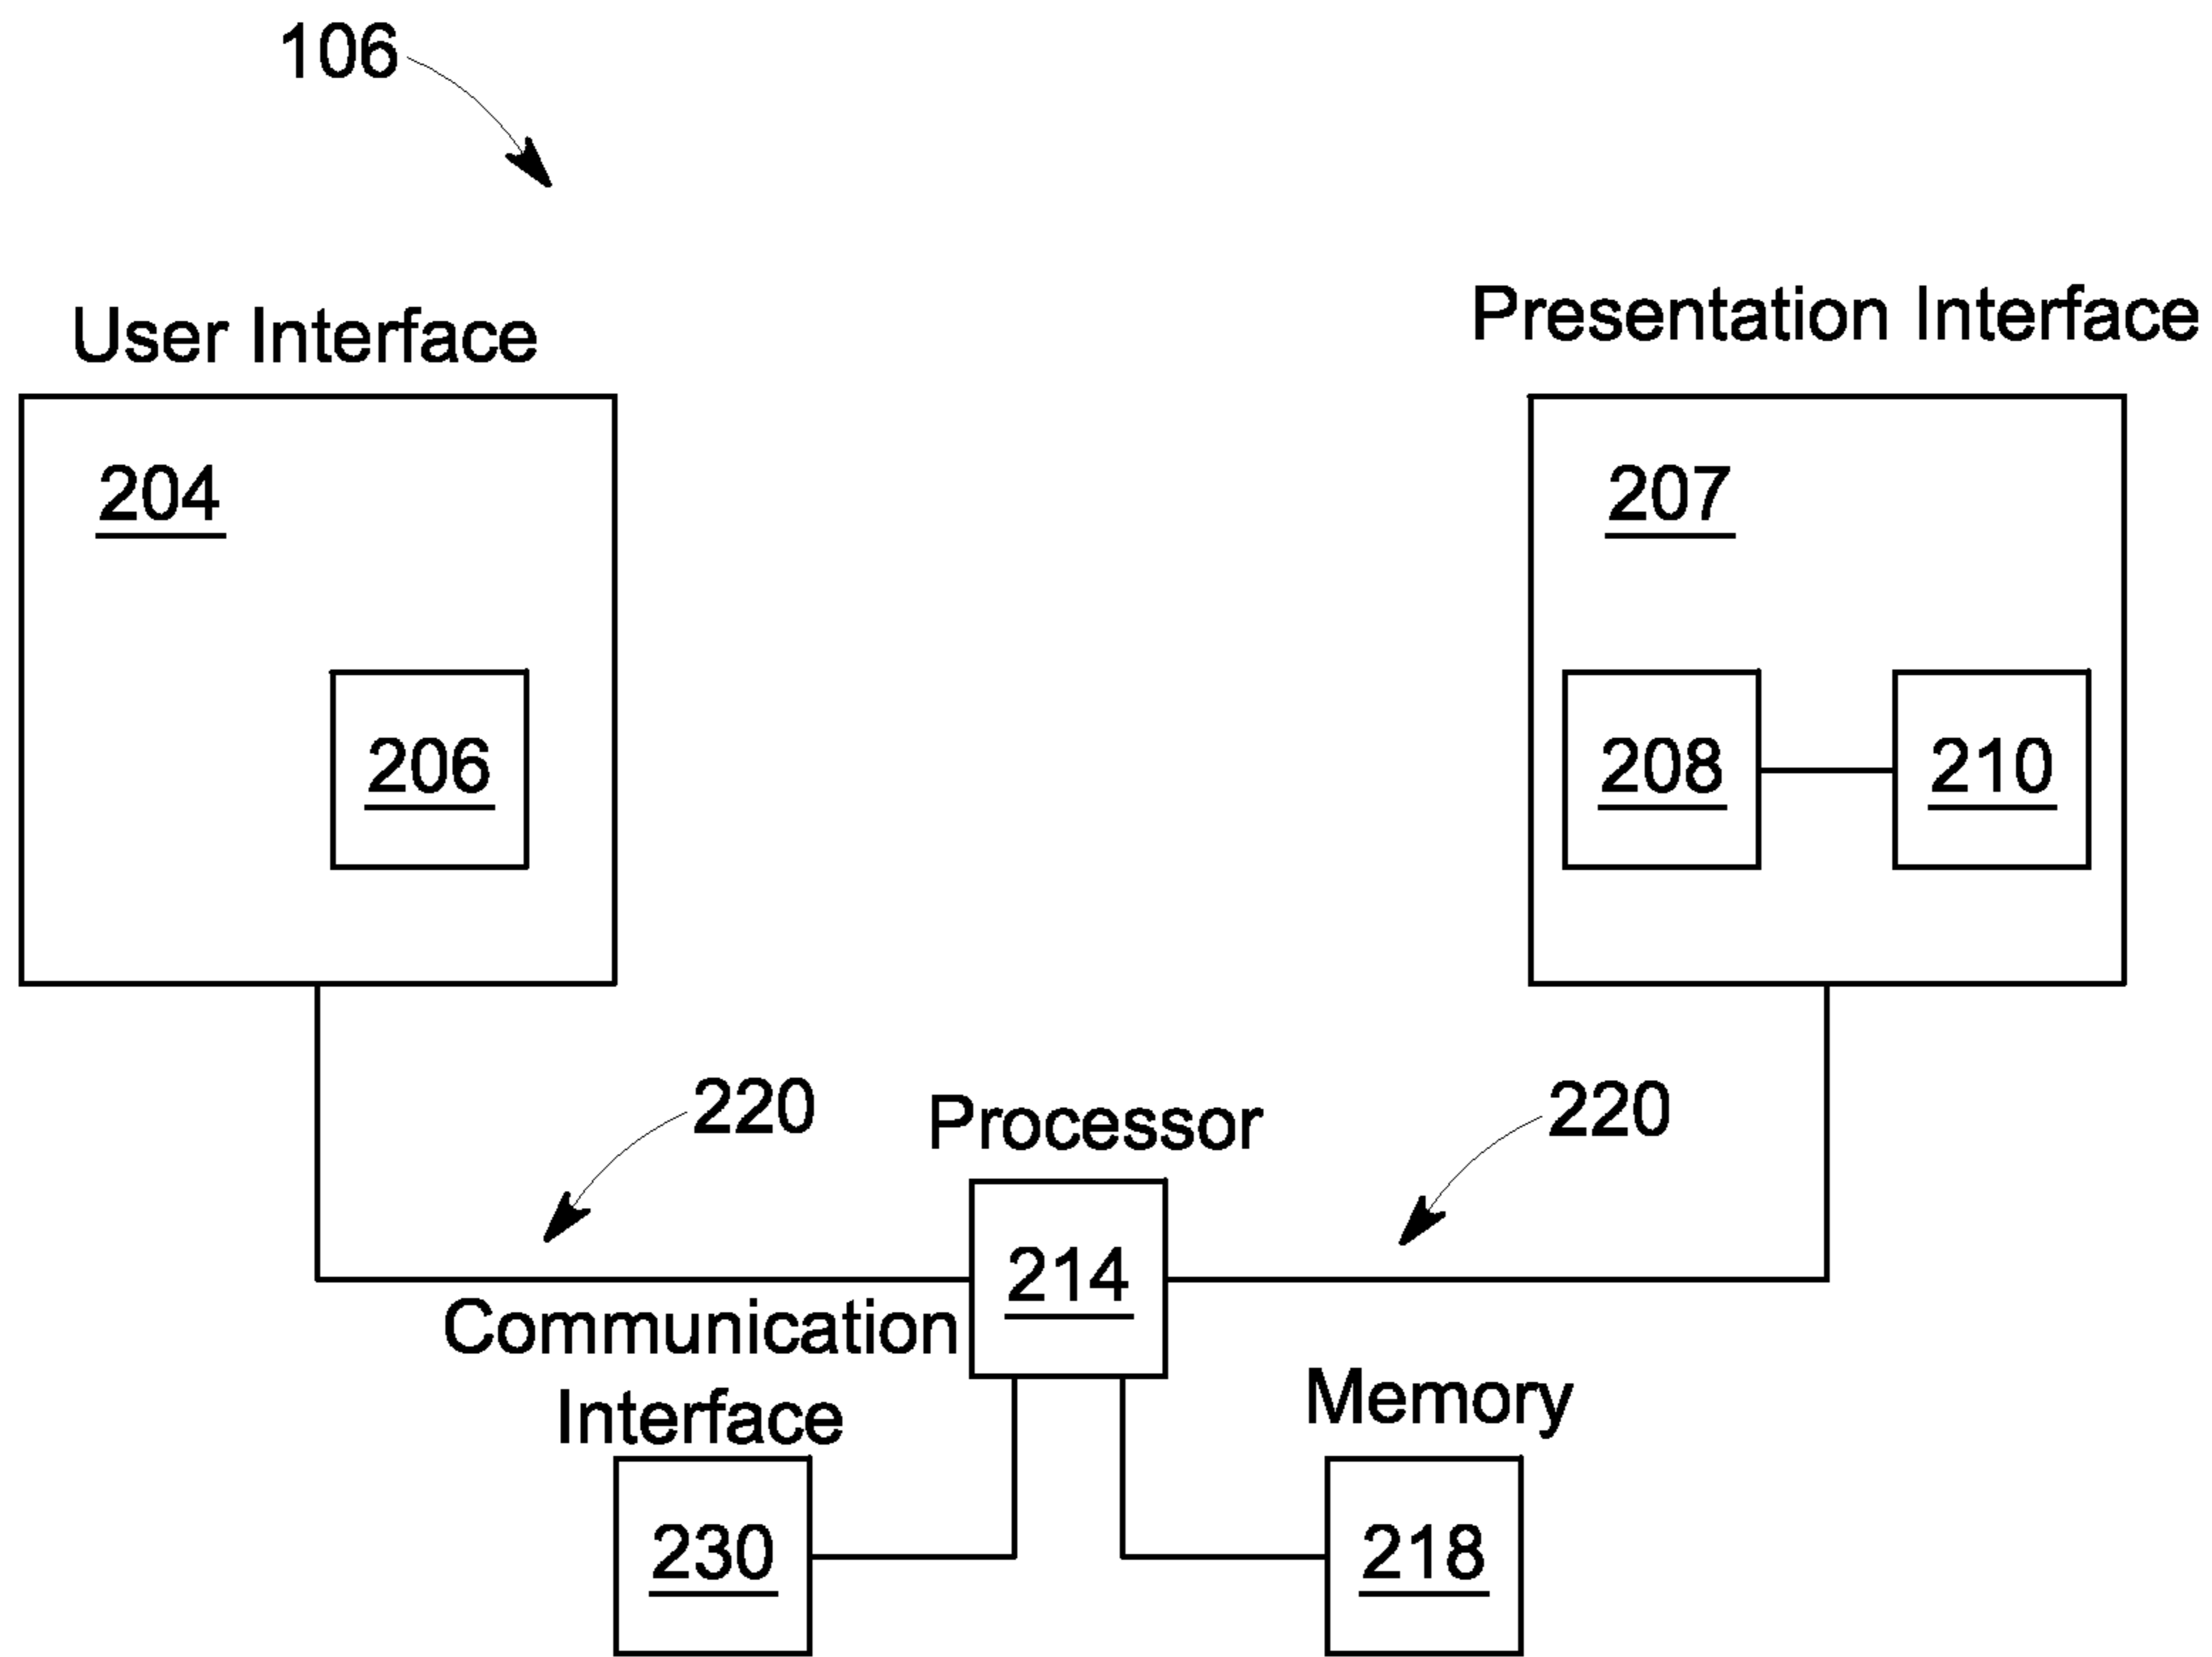 106
User Interface
Presentation Interface
204
207
206
208
210
220
Processor
220
214
Communication
Interface
Memory
230
218